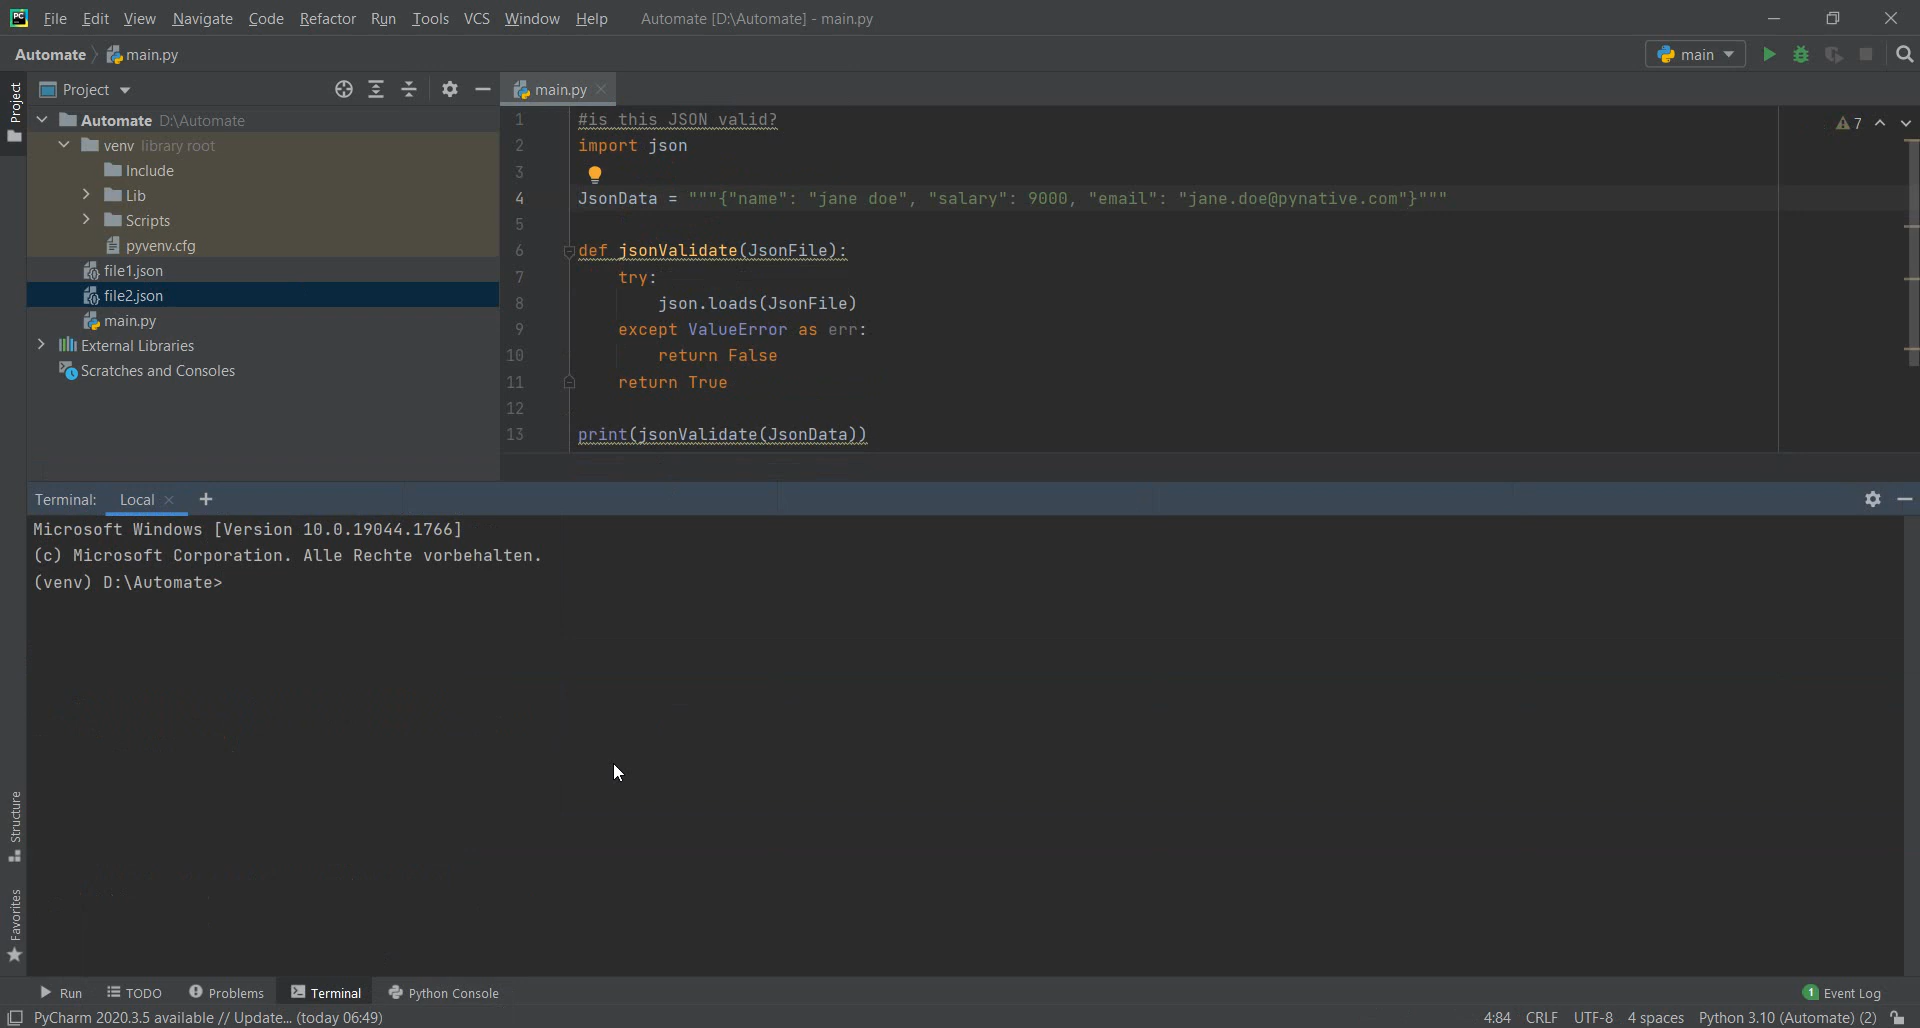 PC File Edit View Navigate Code Refactor Run Tools VCS Window Help Automate [D:\Automate] - main.py
Automate main.py main
Project
Project main.py
Automate D:\Automate
venv library root
Include
Lib
Scripts
pyvenv.cfg
file1.json
file2.json
main.py
External Libraries
Scratches and Consoles
7
1 #is this JSON valid?
2 import json
3
4 JsonData = """{"name": "jane doe", "salary": 9000, "email": "jane.doe@pynative.com"}"""
5
6 def jsonValidate(JsonFile):
7 try:
8 json.loads(JsonFile)
9 except ValueError as err:
10 return False
11 return True
12
13 print(jsonValidate(JsonData))
Terminal: Local
Microsoft Windows [Version 10.0.19044.1766]
(c) Microsoft Corporation. Alle Rechte vorbehalten.
(venv) D:\Automate>
Structure
Favorites
Run TODO Problems Terminal Python Console 1 Event Log
PyCharm 2020.3.5 available // Update... (today 06:49) 4:84 CRLF UTF-8 4 spaces Python 3.10 (Automate) (2)